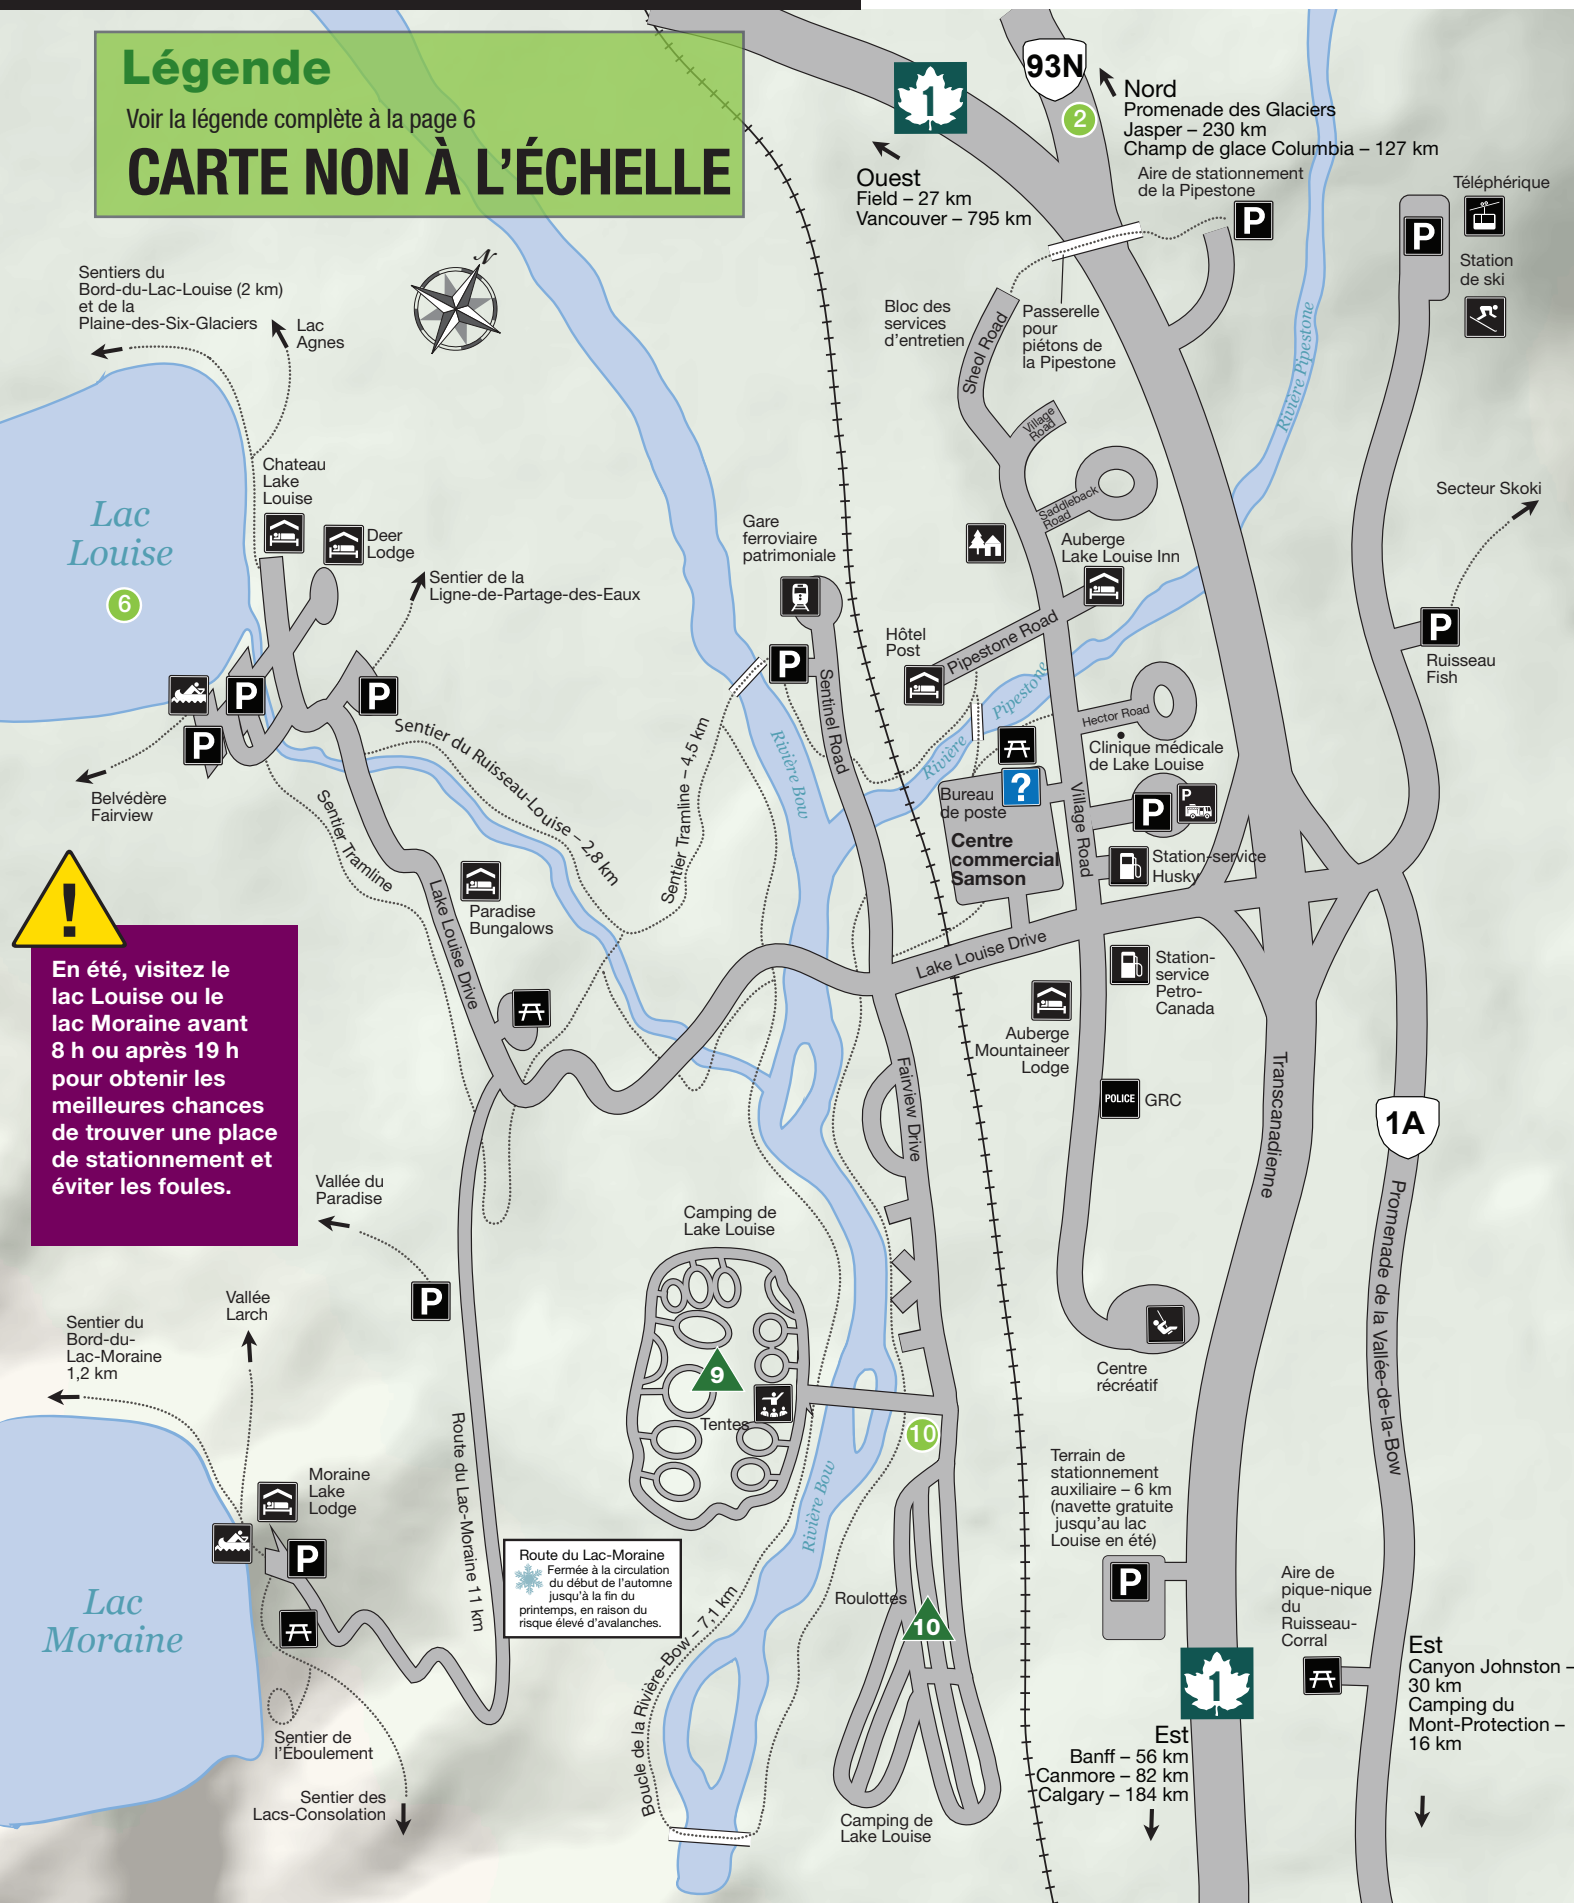 Légende
Voir la légende complète à la page 6
CARTE NON À L'ÉCHELLE
1
93N
2
Nord
Promenade des Glaciers
Jasper – 230 km
Champ de glace Columbia – 127 km
Ouest
Field – 27 km
Vancouver – 795 km
Aire de stationnement
de la Pipestone
P
Téléphérique
P
Station
de ski
N
Sentiers du
Bord-du-Lac-Louise (2 km)
et de la
Plaine-des-Six-Glaciers
Lac
Agnes
Bloc des
services
d'entretien
Sheol Road
Passerelle
pour
piétons de
la Pipestone
Rivière Pipestone
Village
Road
Saddleback
Road
Chateau
Lake
Louise
Deer
Lodge
Lac
Louise
6
Sentier de la
Ligne-de-Partage-des-Eaux
Gare
ferroviaire
patrimoniale
Auberge
Lake Louise Inn
Secteur Skoki
P
Ruisseau
Fish
Hôtel
Post
Pipestone Road
P
P
P
P
Sentinel Road
Rivière Pipestone
Hector Road
Clinique médicale
de Lake Louise
Belvédère
Fairview
Sentier du Ruisseau-Louise – 2,8 km
Sentier Tramline – 4,5 km
Sentier Tramline
Rivière Bow
?
Bureau
de poste
Village Road
P
P
Centre
commercial
Samson
Station-service
Husky
Paradise
Bungalows
Lake Louise Drive
Lake Louise Drive
!
En été, visitez le
lac Louise ou le
lac Moraine avant
8 h ou après 19 h
pour obtenir les
meilleures chances
de trouver une place
de stationnement et
éviter les foules.
Station-
service
Petro-
Canada
Auberge
Mountaineer
Lodge
Fairview Drive
POLICE
GRC
Transcanadienne
1A
Promenade de la Vallée-de-la-Bow
Vallée du
Paradise
P
Camping de
Lake Louise
9
Tentes
10
Centre
récréatif
Vallée
Larch
Sentier du
Bord-du-
Lac-Moraine
1,2 km
Moraine
Lake
Lodge
P
Lac
Moraine
Route du Lac-Moraine 11 km
Route du Lac-Moraine
Fermée à la circulation
du début de l'automne
jusqu'à la fin du
printemps, en raison du
risque élevé d'avalanches.
Rivière Bow
Boucle de la Rivière-Bow – 7,1 km
Terrain de
stationnement
auxiliaire – 6 km
(navette gratuite
jusqu'au lac
Louise en été)
P
Roulottes
10
Aire de
pique-nique
du
Ruisseau-
Corral
1
Est
Canyon Johnston –
30 km
Camping du
Mont-Protection –
16 km
Est
Banff – 56 km
Canmore – 82 km
Calgary – 184 km
Sentier de
l'Éboulement
Sentier des
Lacs-Consolation
Camping de
Lake Louise